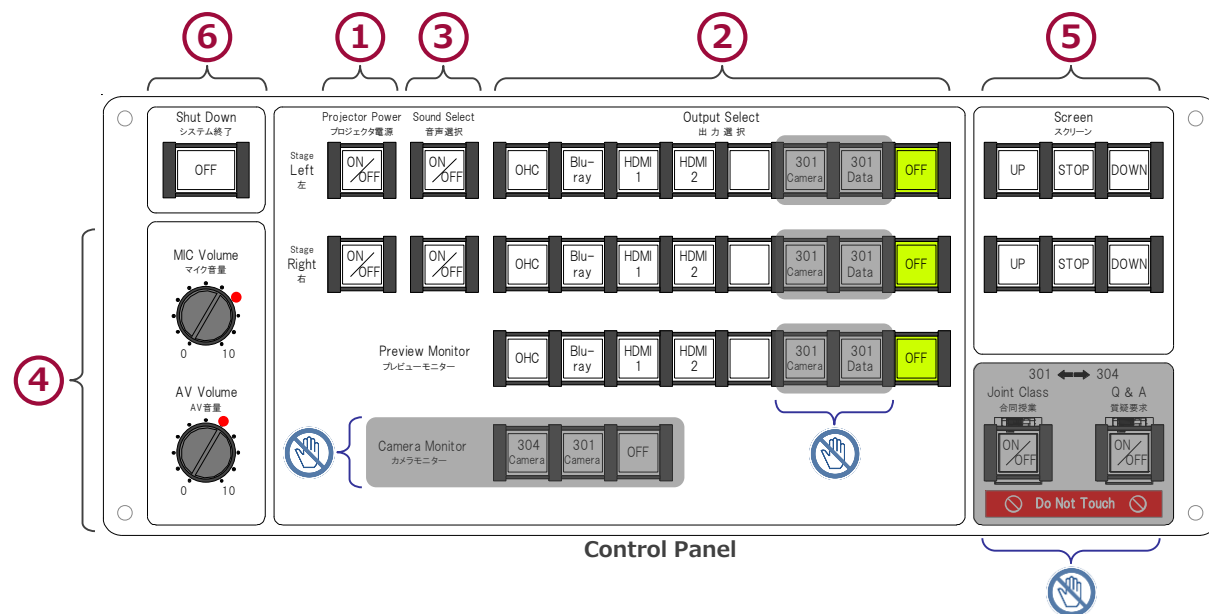 6
1
3
2
5
Shut Down
システム終了
OFF
Projector Power
プロジェクタ電源
Sound Select
音声選択
Output Select
出力選択
Stage
Left
左
ON/OFF
ON/OFF
OHC
Blu-
ray
HDMI
1
HDMI
2
301
Camera
301
Data
OFF
Screen
スクリーン
UP
STOP
DOWN
4
MIC Volume
マイク音量
0
10
AV Volume
AV音量
0
10
Stage
Right
右
ON/OFF
ON/OFF
OHC
Blu-
ray
HDMI
1
HDMI
2
301
Camera
301
Data
OFF
UP
STOP
DOWN
Preview Monitor
プレビューモニター
OHC
Blu-
ray
HDMI
1
HDMI
2
301
Camera
301
Data
OFF
Camera Monitor
カメラモニター
304
Camera
301
Camera
OFF
301
304
Joint Class
合同授業
Q & A
質疑要求
ON/OFF
ON/OFF
Do Not Touch
Control Panel